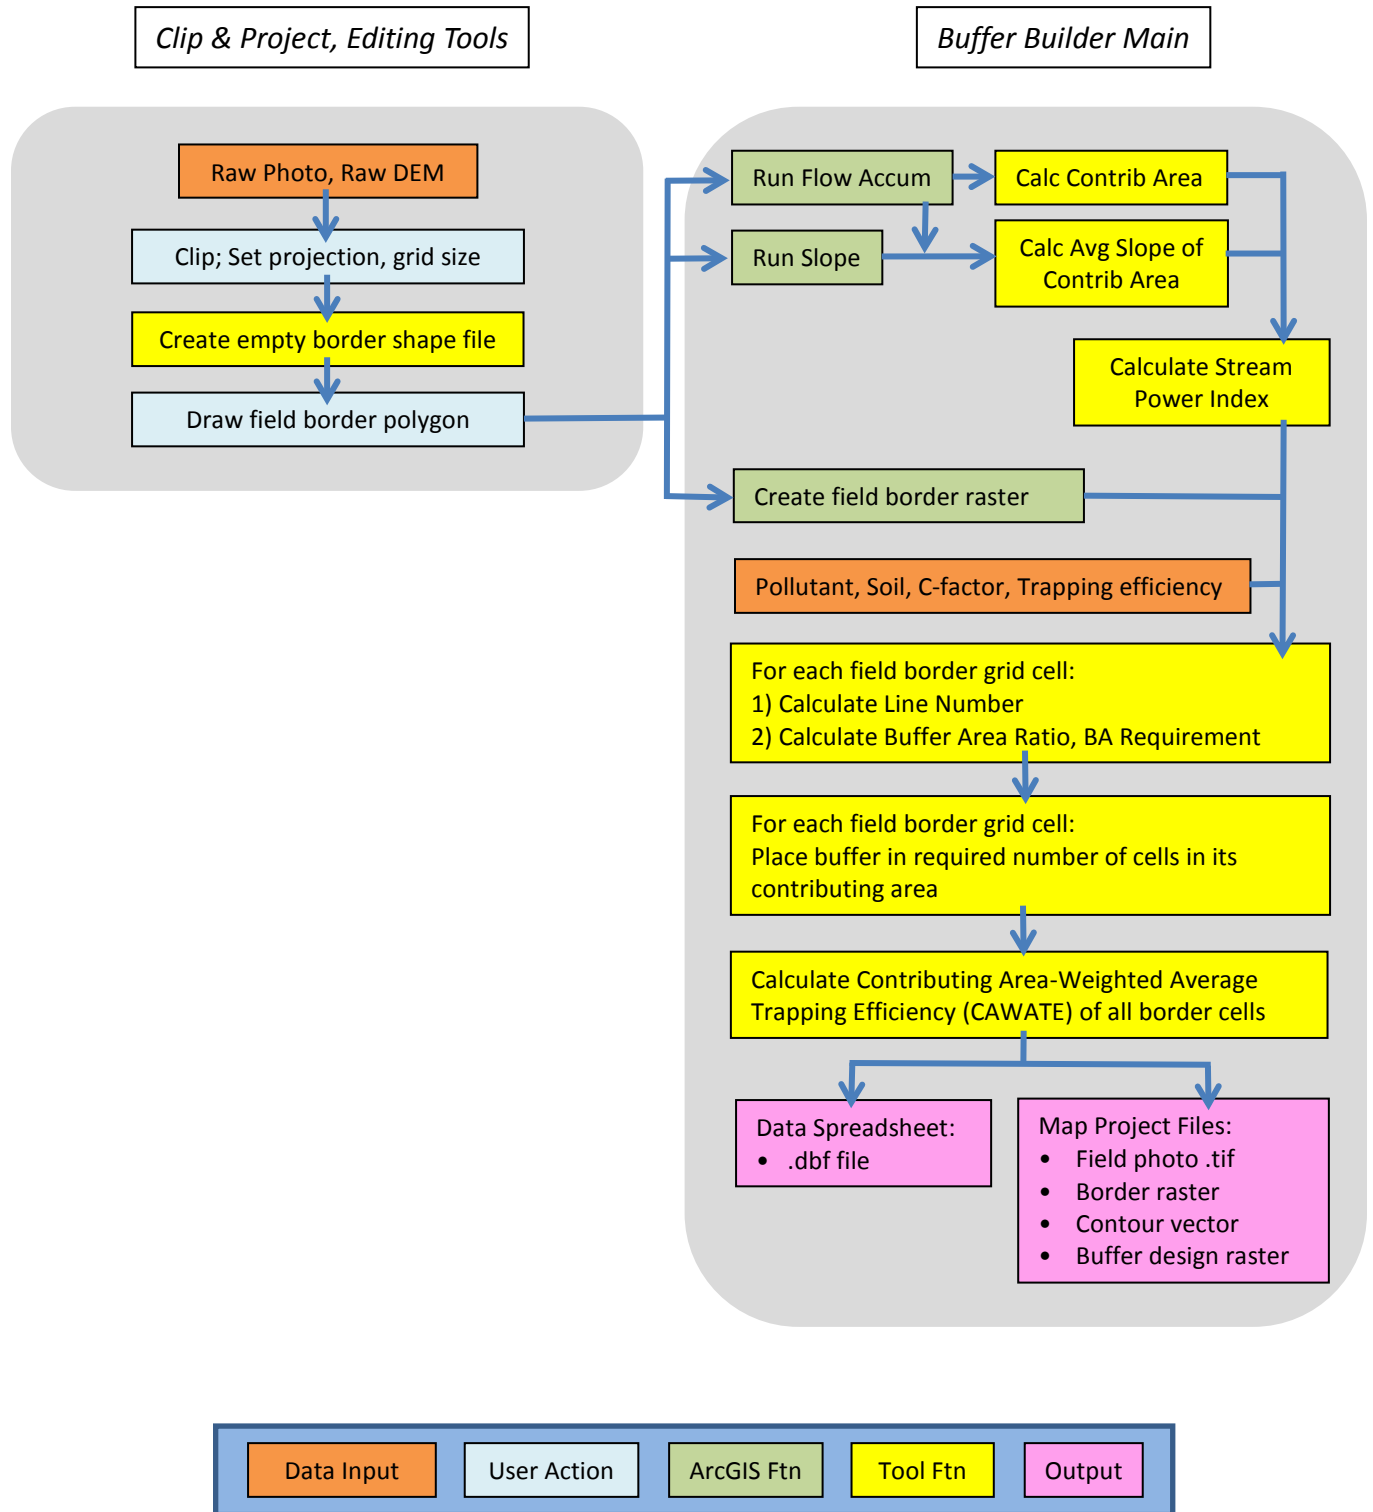 Clip & Project, Editing Tools
Buffer Builder Main
Raw Photo, Raw DEM
Clip; Set projection, grid size
Create empty border shape file
Draw field border polygon
Run Flow Accum
Calc Contrib Area
Run Slope
Calc Avg Slope of
Contrib Area
Calculate Stream
Power Index
Create field border raster
Pollutant, Soil, C-factor, Trapping efficiency
For each field border grid cell:
1) Calculate Line Number
2) Calculate Buffer Area Ratio, BA Requirement
For each field border grid cell:
Place buffer in required number of cells in its
contributing area
Calculate Contributing Area-Weighted Average
Trapping Efficiency (CAWATE) of all border cells
Data Spreadsheet:
• .dbf file
Map Project Files:
• Field photo .tif
• Border raster
• Contour vector
• Buffer design raster
Data Input
User Action
ArcGIS Ftn
Tool Ftn
Output